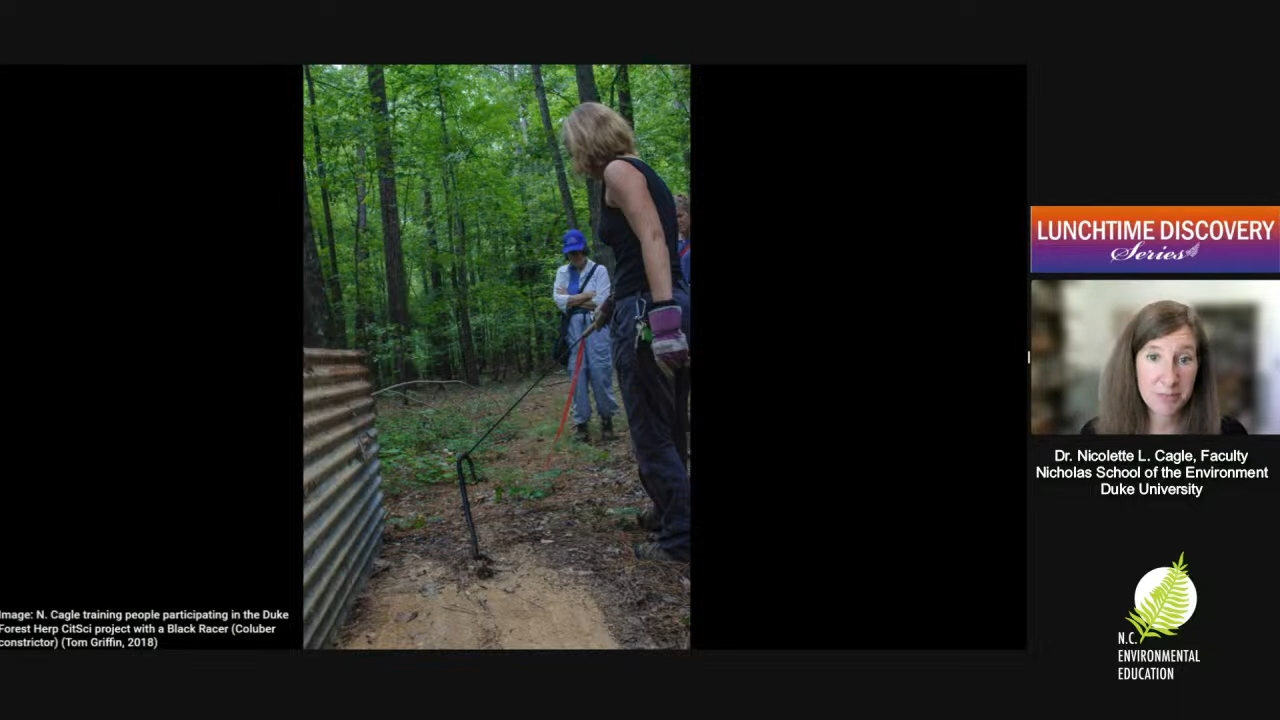 LUNCHTIME DISCOVERY
Series
Dr. Nicolette L. Cagle, Faculty
Nicholas School of the Environment
Duke University
Image: N. Cagle training people participating in the Duke
Forest Herp CitSci project with a Black Racer (Coluber
constrictor) (Tom Griffin, 2018)
N.C.
ENVIRONMENTAL
EDUCATION